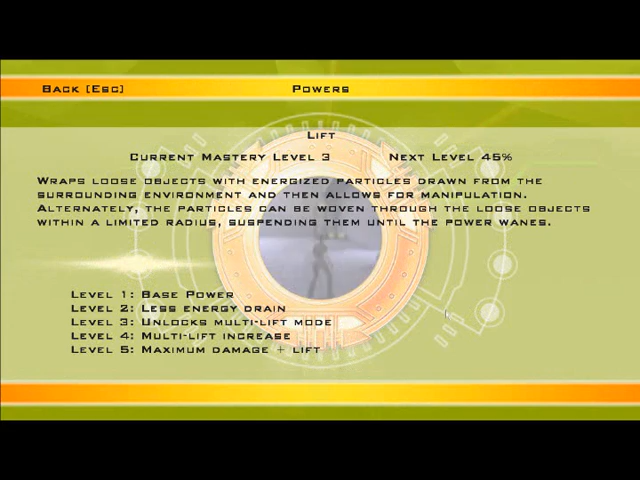 Back [Esc] Powers
Lift
Current Mastery Level 3 Next Level 45%
Wraps loose objects with energized particles drawn from the
surrounding environment and then allows for manipulation.
Alternately, the particles can be woven through the loose objects
within a limited radius, suspending them until the power wanes.
Level 1: Base Power
Level 2: Less energy drain
Level 3: Unlocks multi-lift mode
Level 4: Multi-lift increase
Level 5: Maximum damage + lift